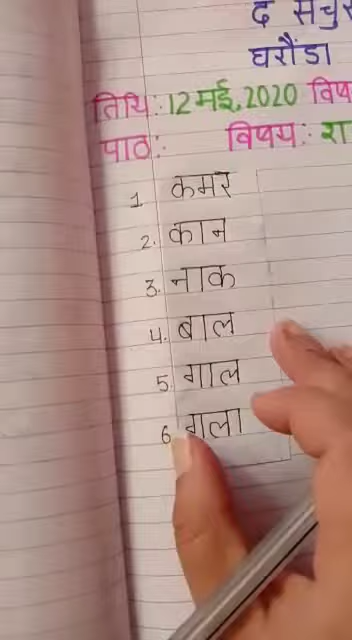 द सेंचु
घरौंडा
तिथि: 12 मई, 2020
पाठ: विषय:
1 कमर
2. कान
3. नाक
4. बाल
5. गाल
6. गला